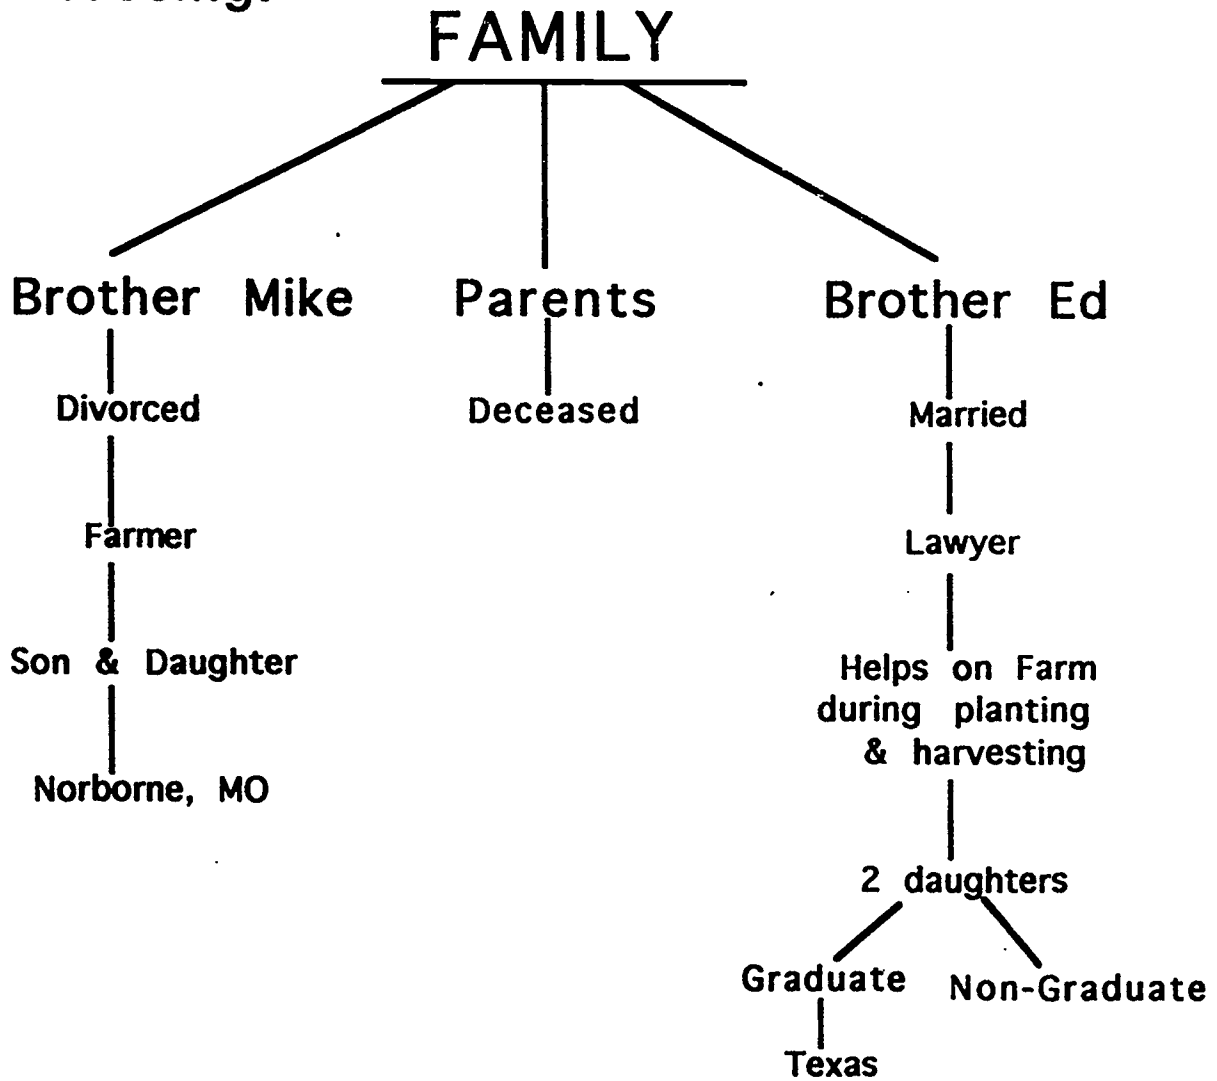 FAMILY
Brother Mike
Parents
Brother Ed
Divorced
Deceased
Married
Farmer
Lawyer
Son & Daughter
Helps on Farm
during planting
& harvesting
Norborne, MO
2 daughters
Graduate
Non-Graduate
Texas